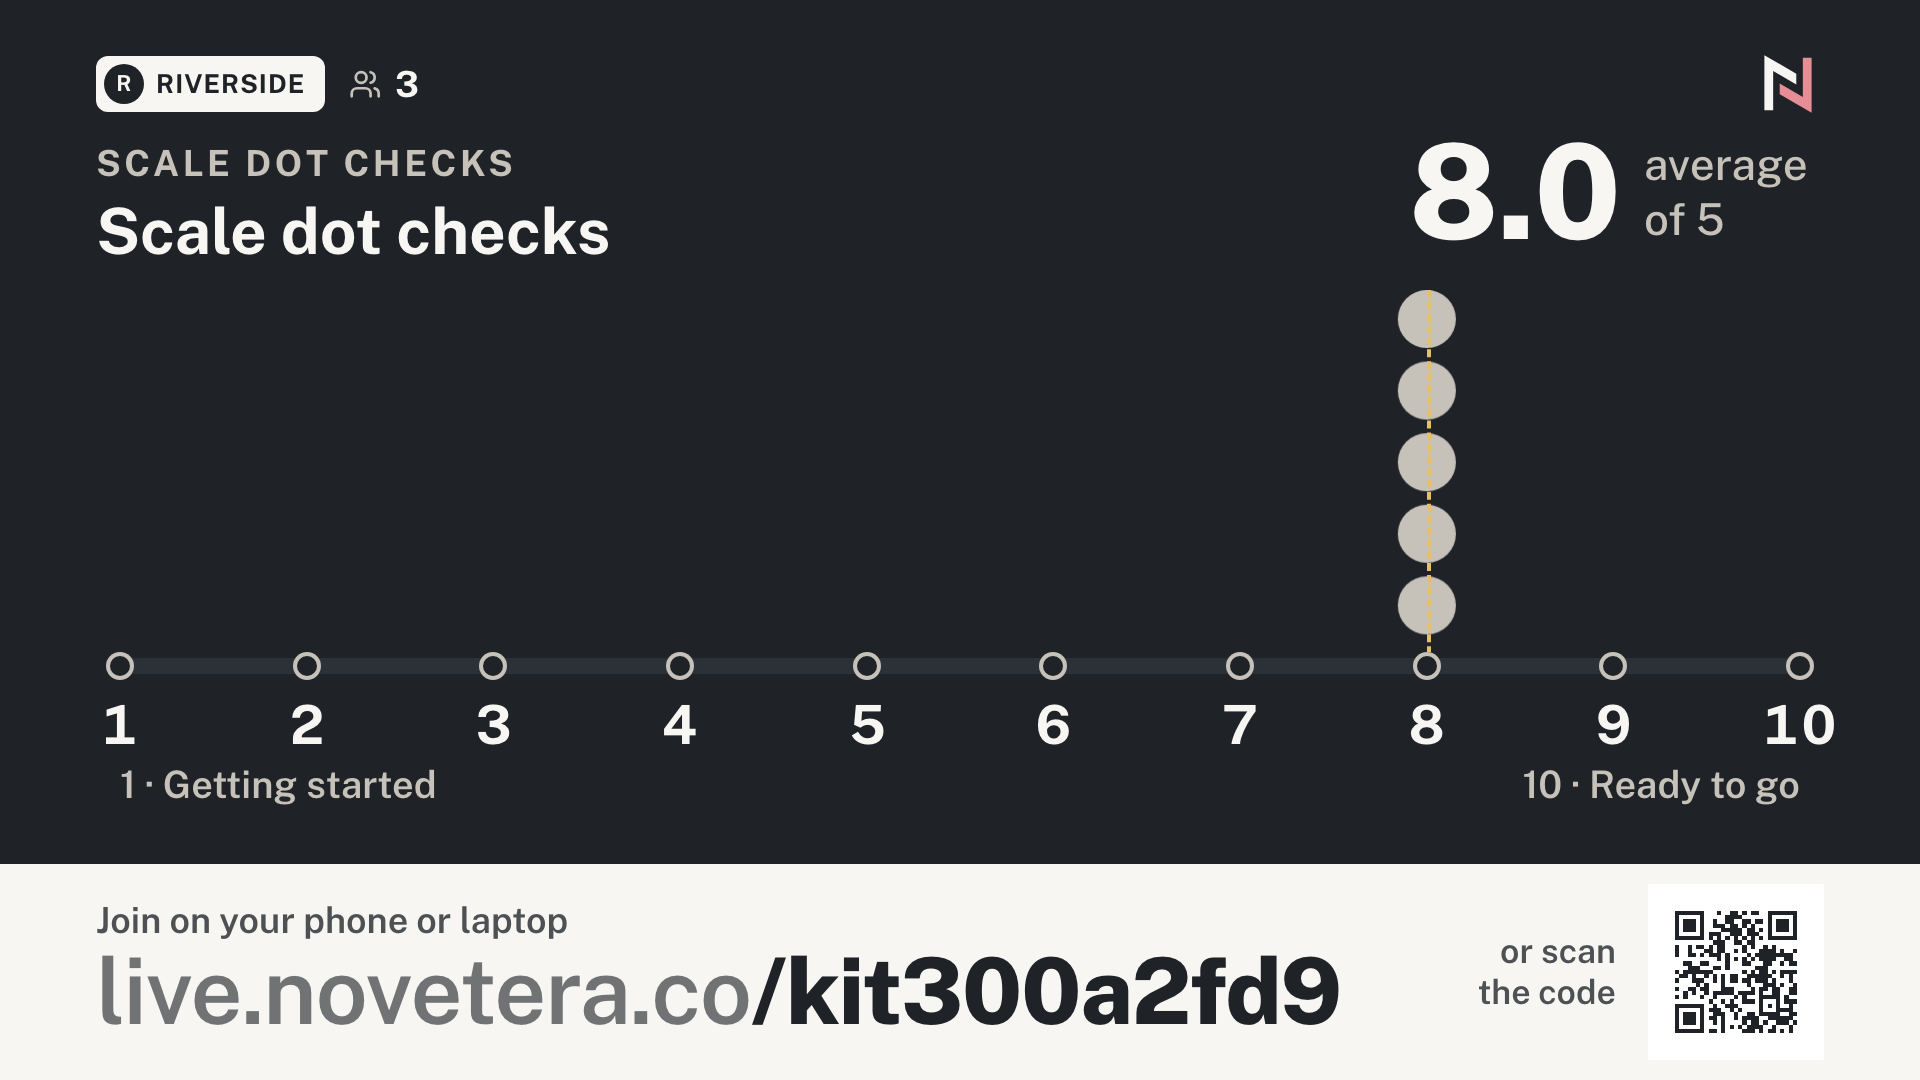 R RIVERSIDE 3
SCALE DOT CHECKS
Scale dot checks
8.0 average
of 5
1 2 3 4 5 6 7 8 9 10
1 · Getting started 10 · Ready to go
Join on your phone or laptop
live.novetera.co/kit300a2fd9
or scan
the code